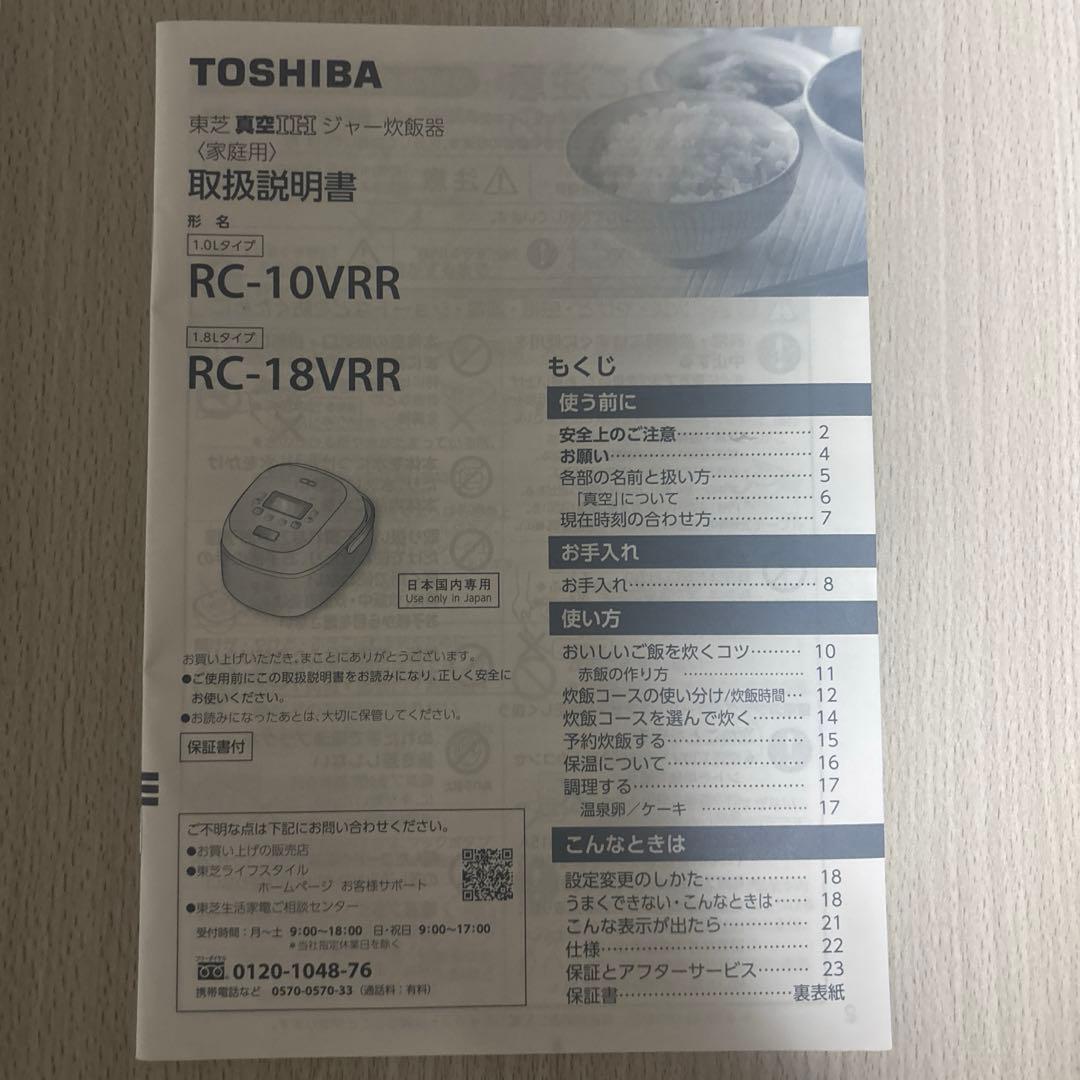 TOSHIBA
東芝 真空IH ジャー炊飯器
〈家庭用〉
取扱説明書
形 名
1.0Lタイプ
RC-10VRR
1.8Lタイプ
RC-18VRR
日本国内専用
Use only in Japan
お買い上げいただき、まことにありがとうございます。
●ご使用前にこの取扱説明書をお読みになり、正しく安全に
お使いください。
●お読みになったあとは、大切に保管してください。
保証書付
ご不明な点は下記にお問い合わせください。
●お買い上げの販売店
●東芝ライフスタイル
ホームページ お客様サポート
●東芝生活家電ご相談センター
受付時間：月〜土 9:00〜18:00 日・祝日 9:00〜17:00
＊当社指定休業日を除く
フリーダイヤル
0120-1048-76
携帯電話など 0570-0570-33（通話料：有料）
もくじ
使う前に
安全上のご注意 2
お願い 4
各部の名前と扱い方 5
「真空」について 6
現在時刻の合わせ方 7
お手入れ
お手入れ 8
使い方
おいしいご飯を炊くコツ 10
赤飯の作り方 11
炊飯コースの使い分け/炊飯時間 12
炊飯コースを選んで炊く 14
予約炊飯する 15
保温について 16
調理する 17
温泉卵／ケーキ 17
こんなときは
設定変更のしかた 18
うまくできない・こんなときは 18
こんな表示が出たら 21
仕様 22
保証とアフターサービス 23
保証書 裏表紙